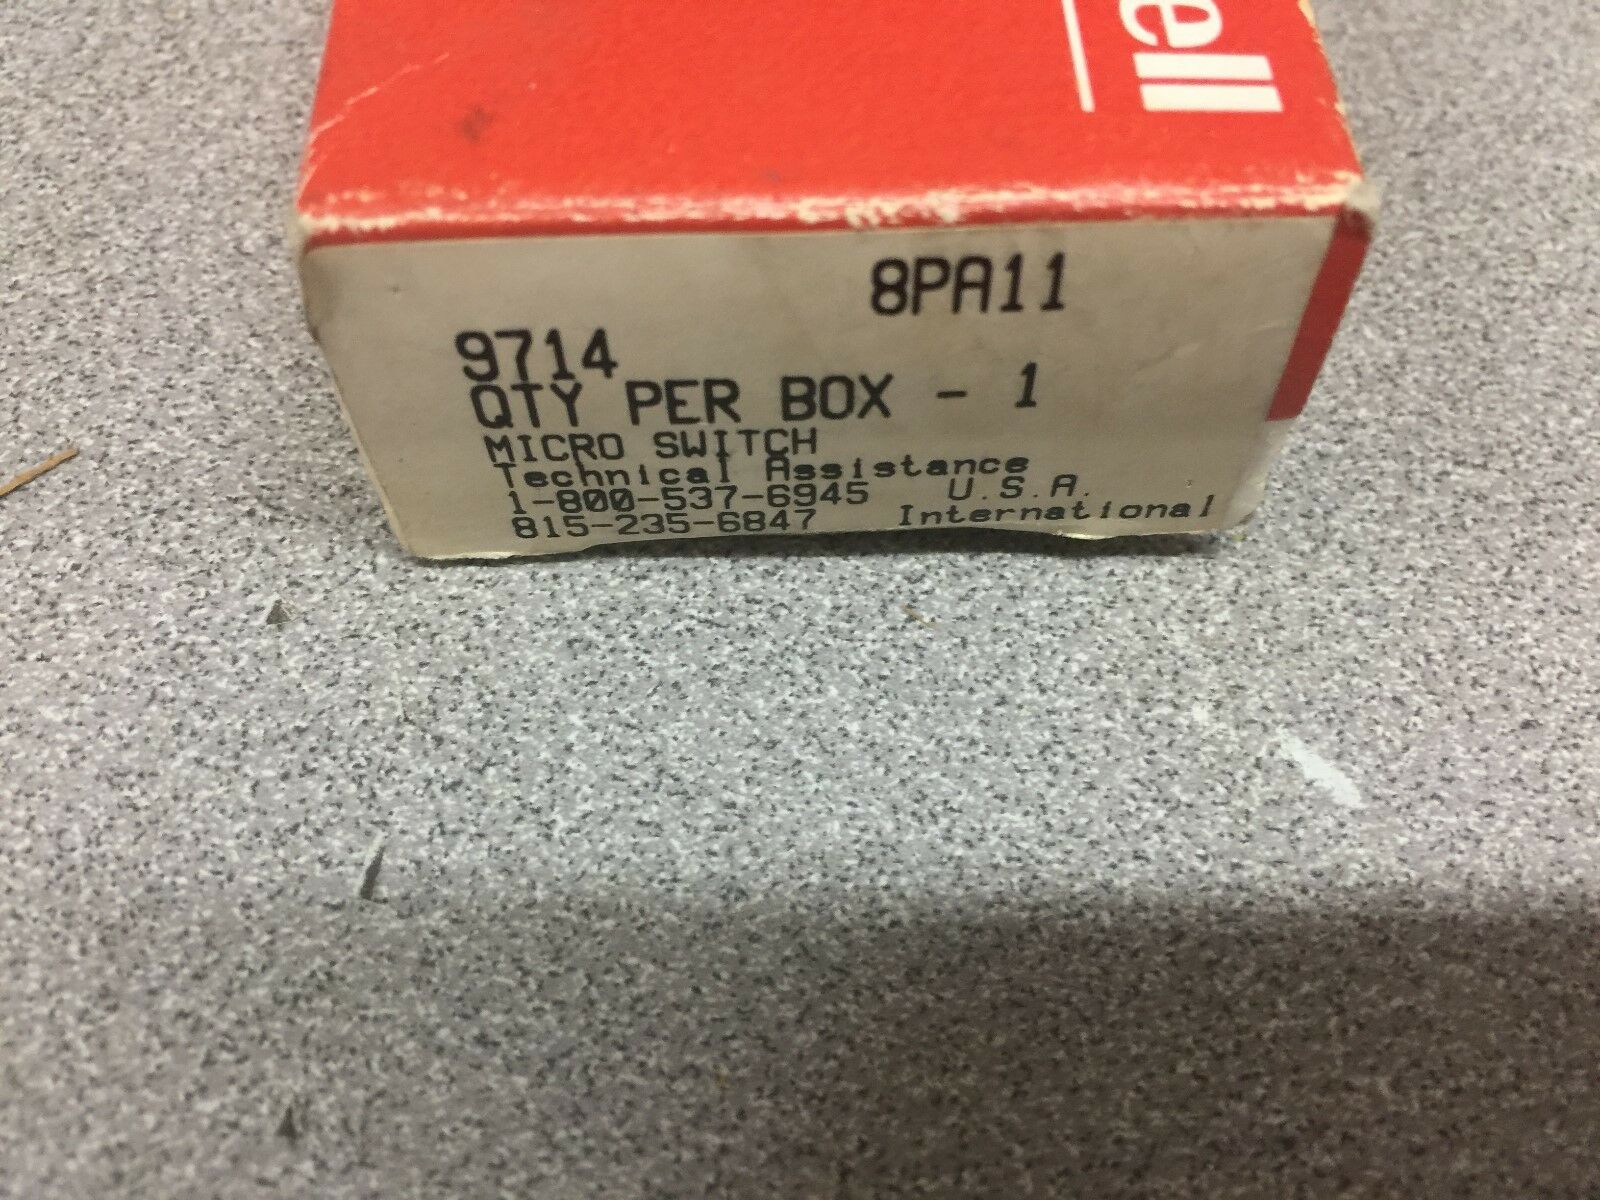 ell
8PA11
9714
QTY PER BOX - 1
MICRO SWITCH
Technical Assistance
1-800-537-6945 U.S.A.
815-235-6847 International